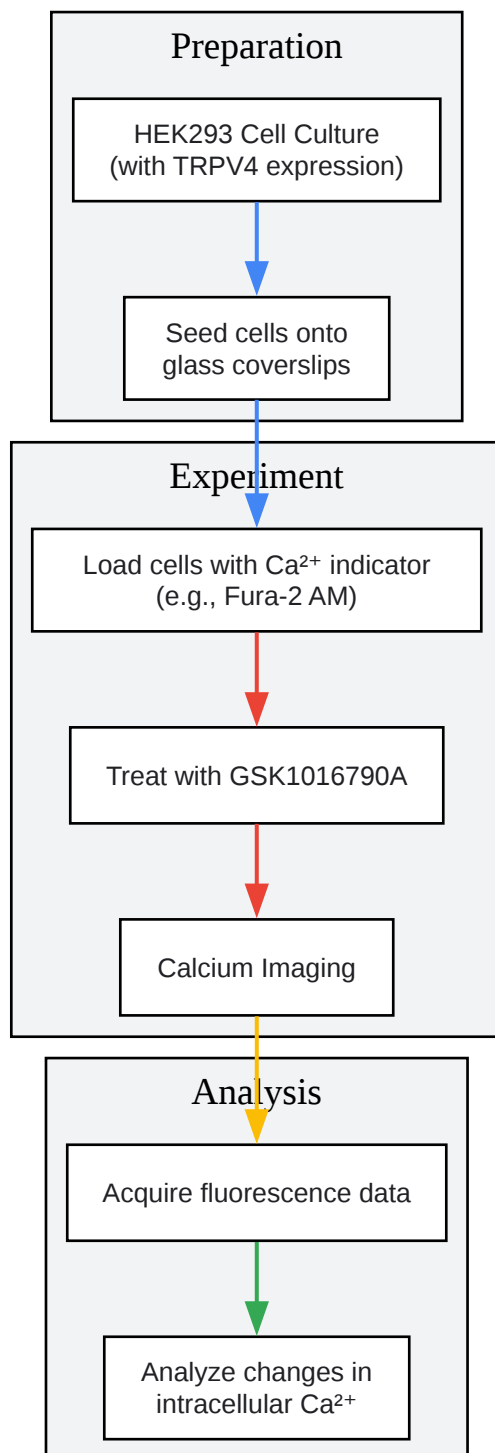 Preparation
HEK293 Cell Culture
(with TRPV4 expression)
Seed cells onto
glass coverslips
Experiment
Load cells with Ca²⁺ indicator
(e.g., Fura-2 AM)
Treat with GSK1016790A
Calcium Imaging
Analysis
Acquire fluorescence data
Analyze changes in
intracellular Ca²⁺